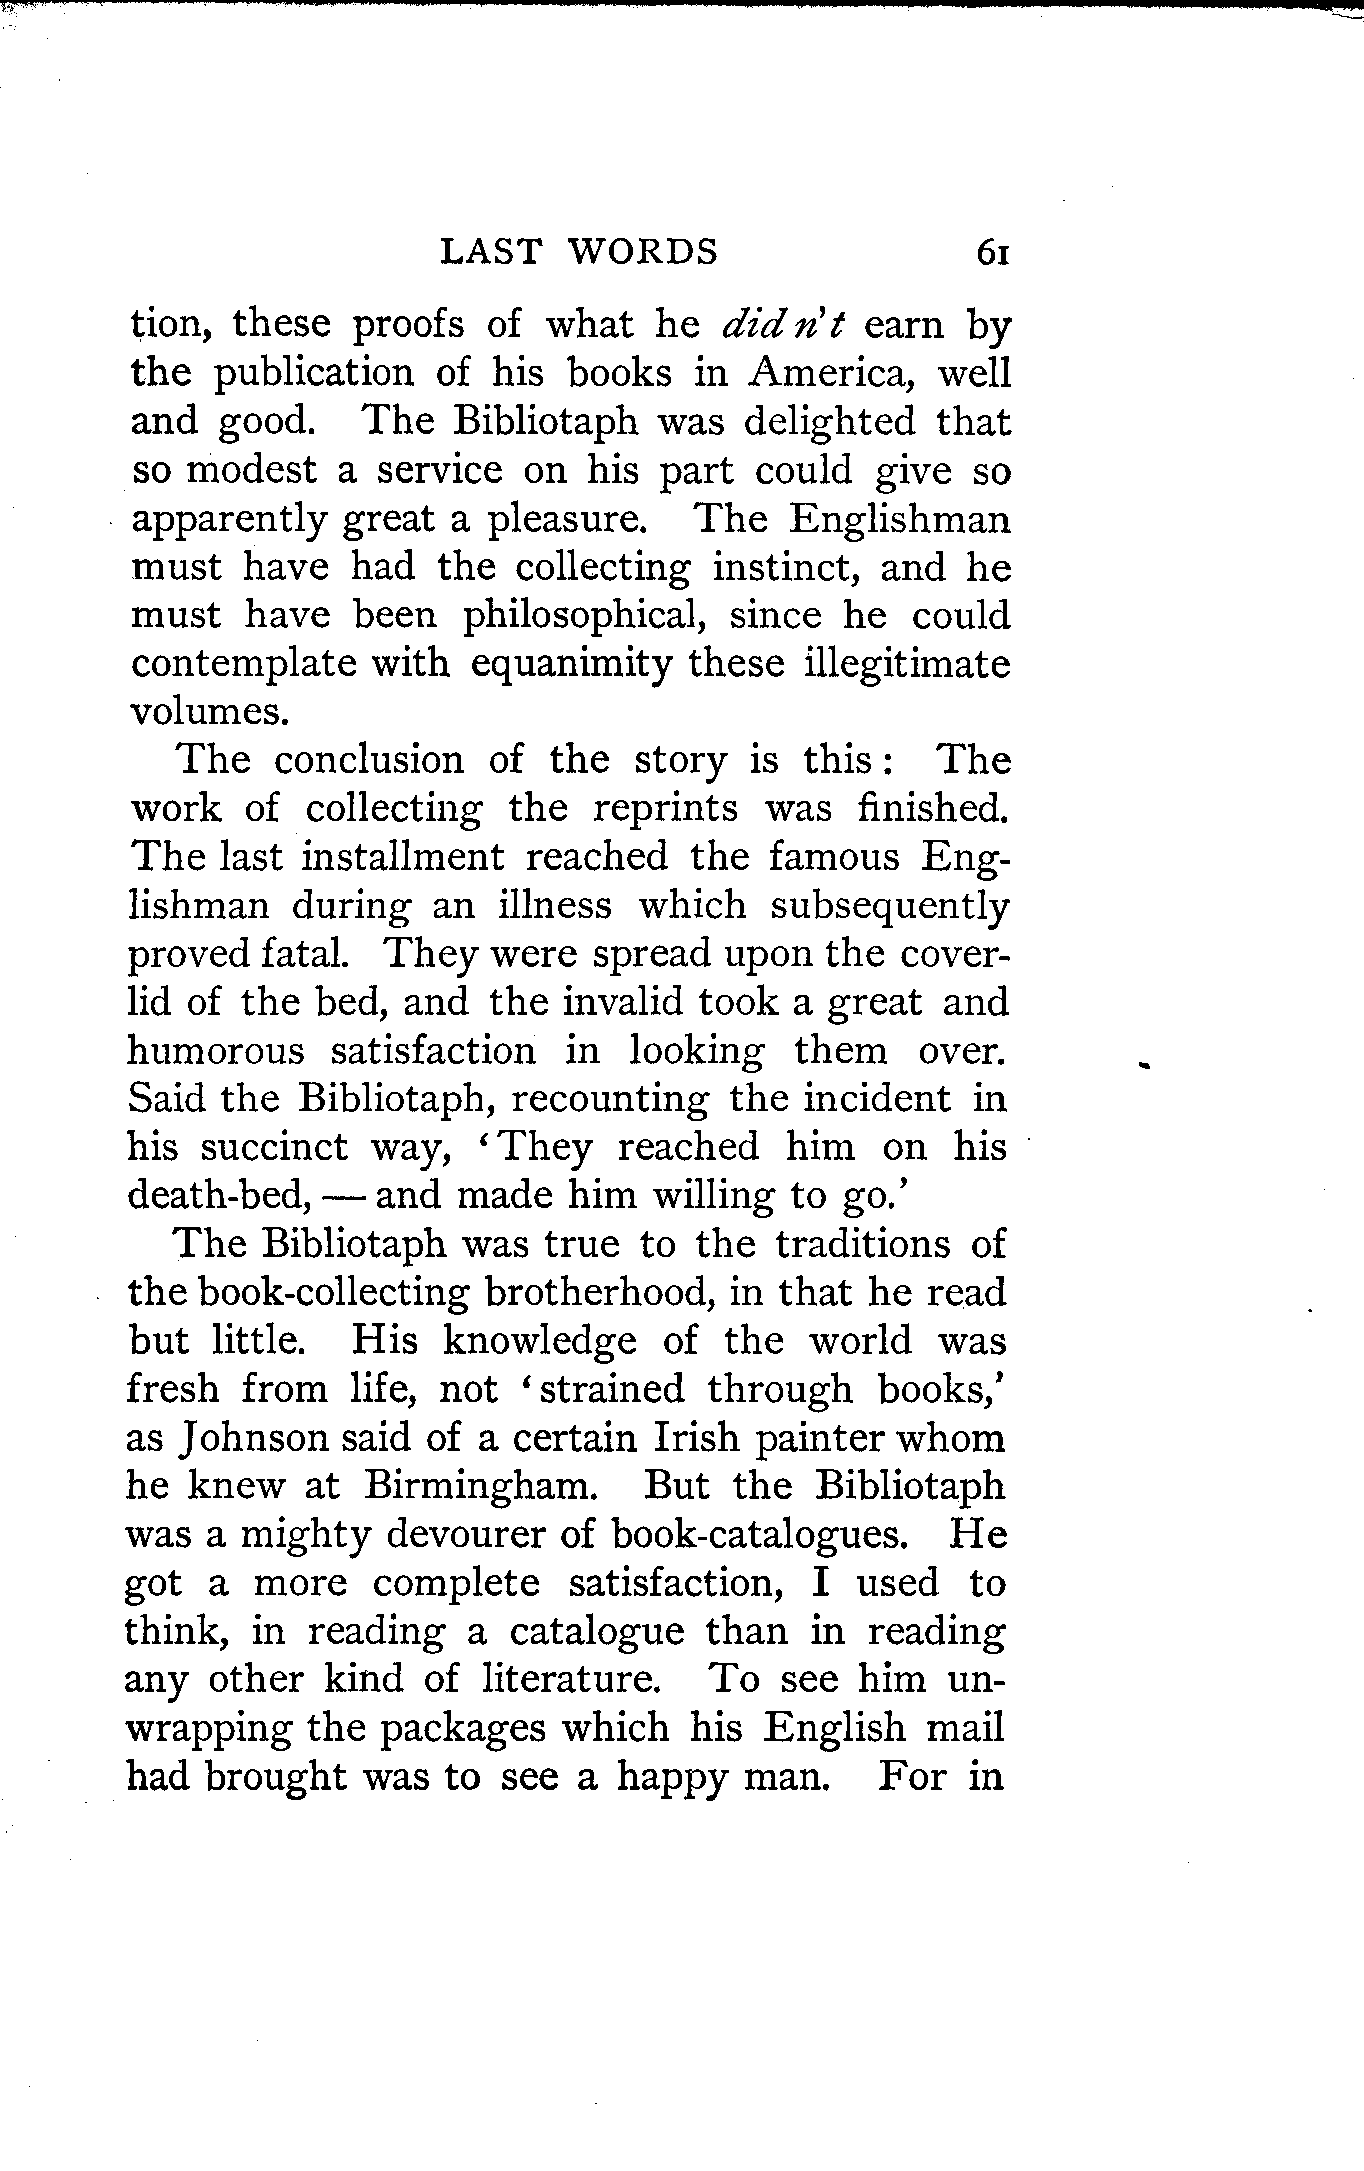 LAST WORDS 61
tion, these proofs of what he didn't earn by
the publication of his books in America, well
and good. The Bibliotaph was delighted that
so modest a service on his part could give so
apparently great a pleasure. The Englishman
must have had the collecting instinct, and he
must have been philosophical, since he could
contemplate with equanimity these illegitimate
volumes.
The conclusion of the story is this : The
work of collecting the reprints was finished.
The last installment reached the famous Eng-
lishman during an illness which subsequently
proved fatal. They were spread upon the cover-
lid of the bed, and the invalid took a great and
humorous satisfaction in looking them over.
Said the Bibliotaph, recounting the incident in
his succinct way, ‘They reached him on his
death-bed, — and made him willing to go.’
The Bibliotaph was true to the traditions of
the book-collecting brotherhood, in that he read
but little. His knowledge of the world was
fresh from life, not ‘strained through books,’
as Johnson said of a certain Irish painter whom
he knew at Birmingham. But the Bibliotaph
was a mighty devourer of book-catalogues. He
got a more complete satisfaction, I used to
think, in reading a catalogue than in reading
any other kind of literature. To see him un-
wrapping the packages which his English mail
had brought was to see a happy man. For in